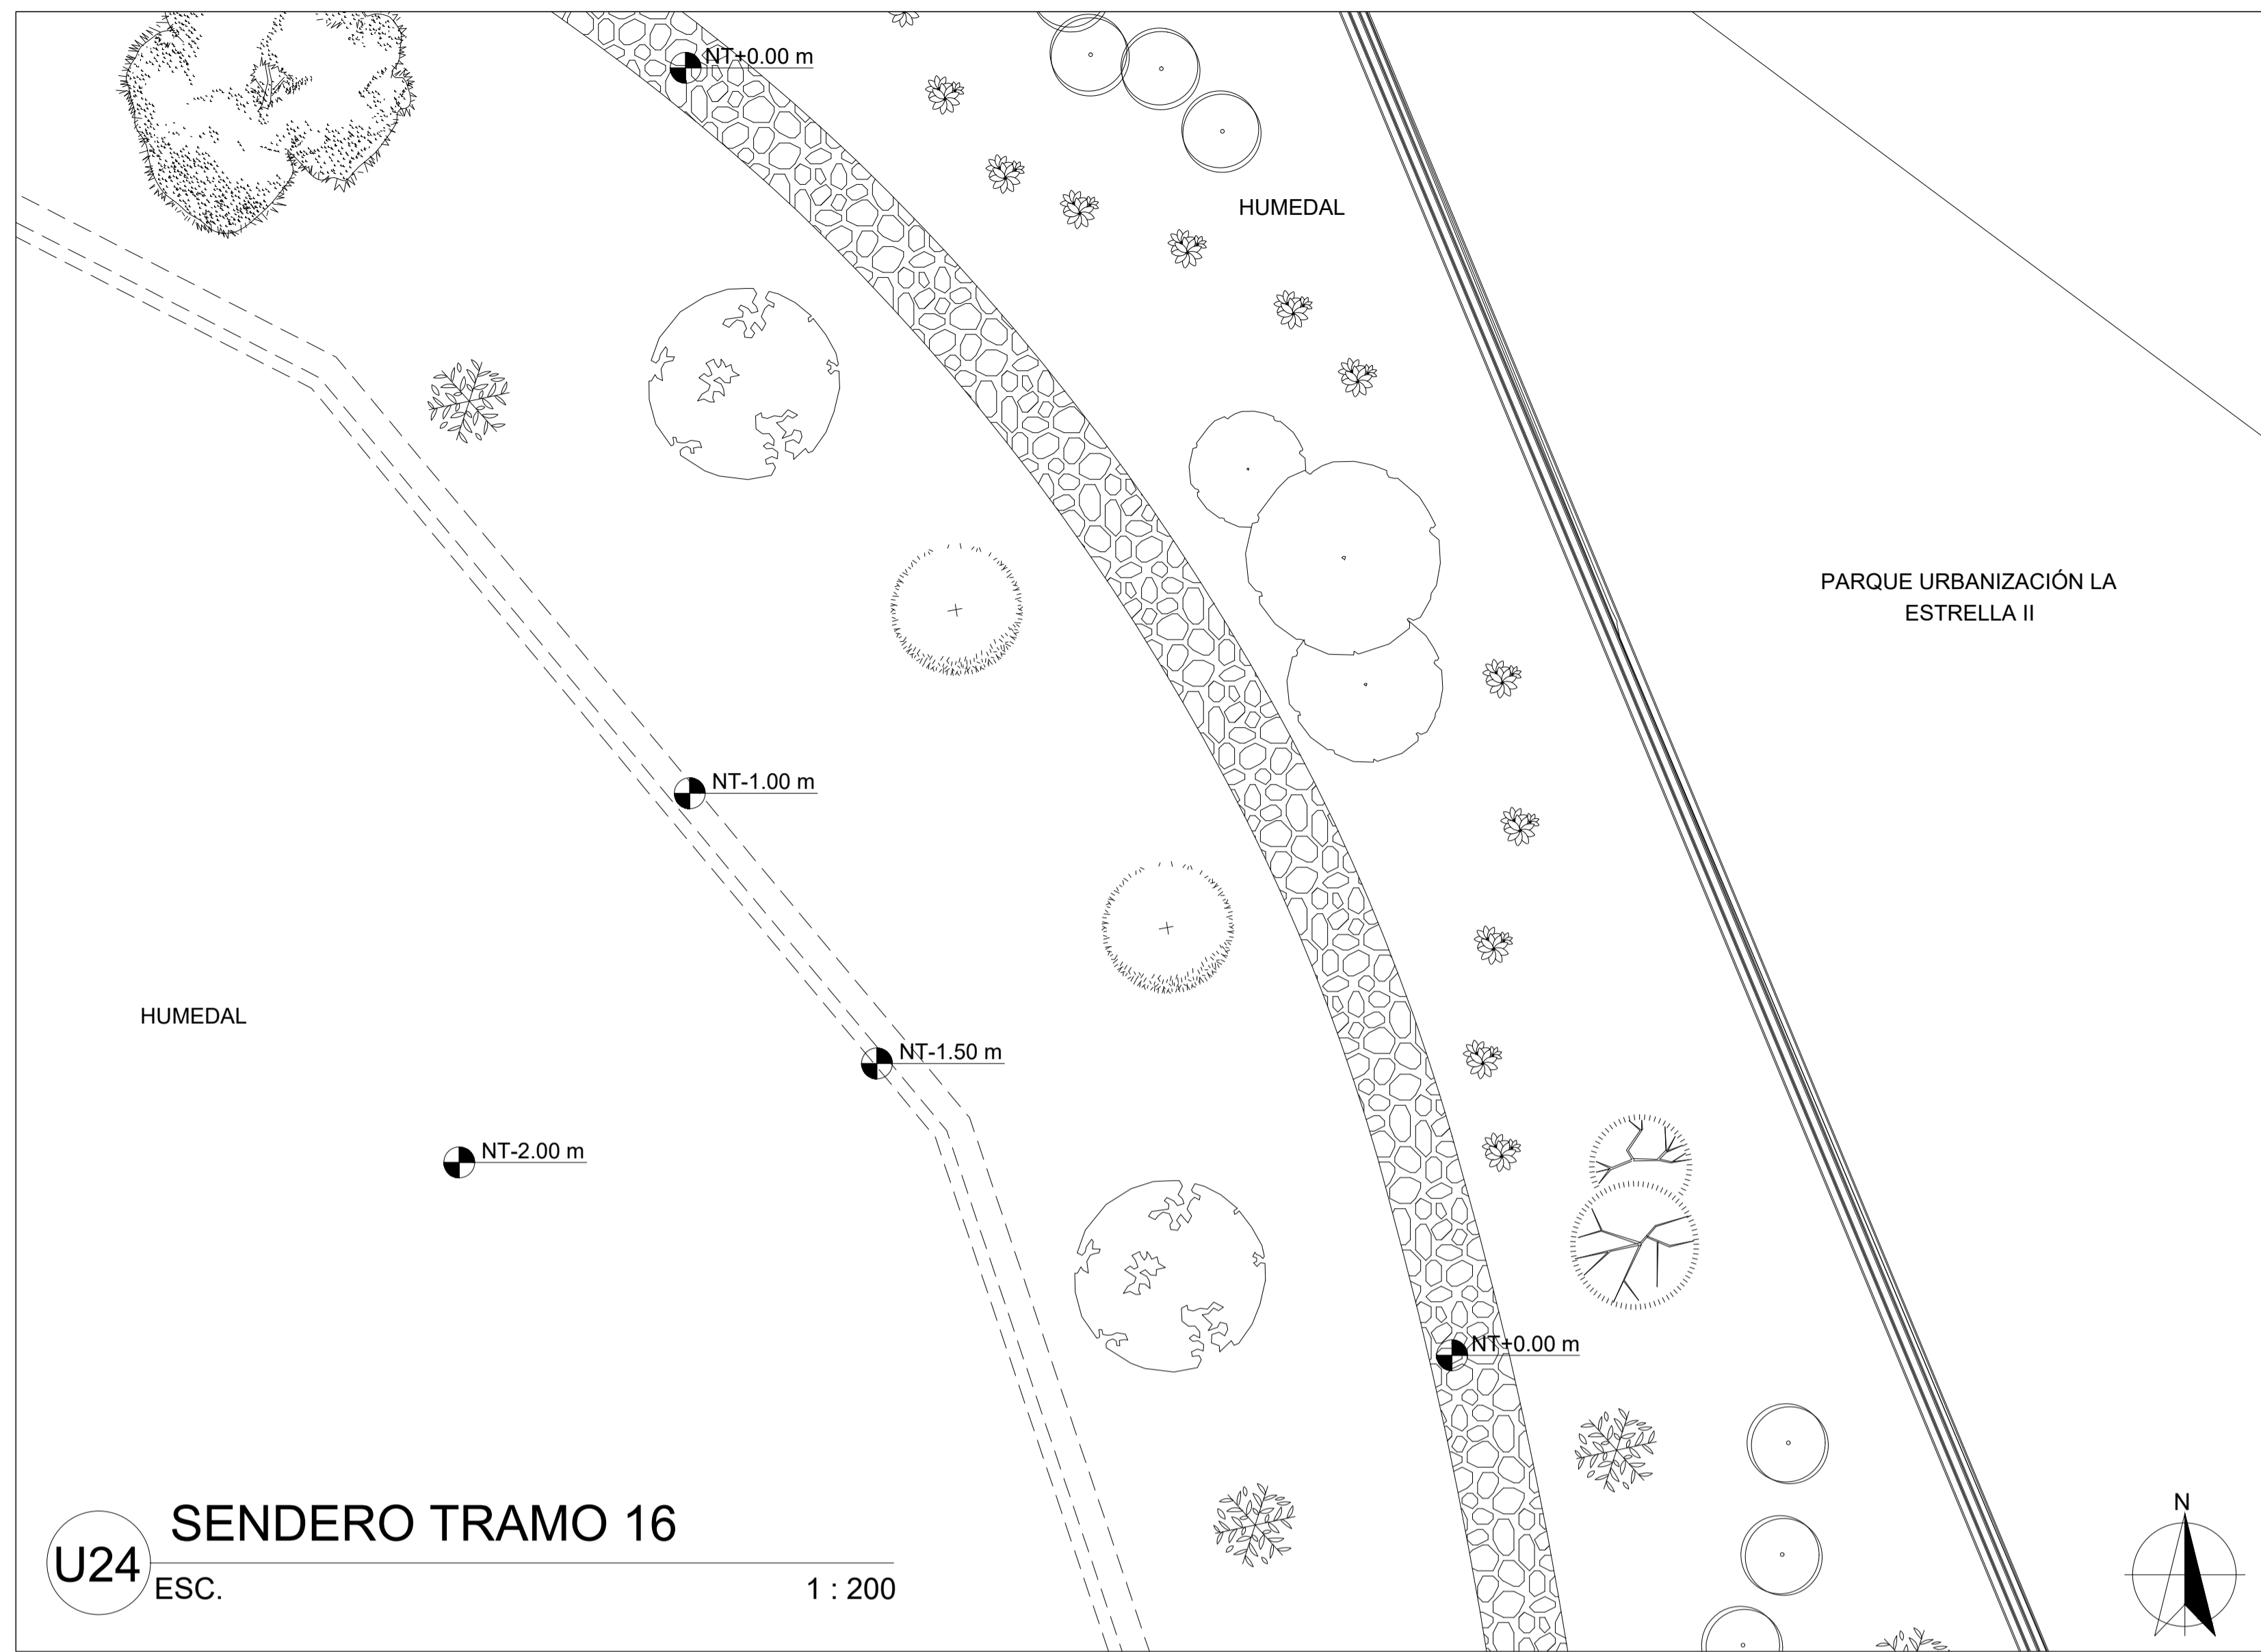 NT+0.00 m
HUMEDAL
PARQUE URBANIZACIÓN LA
ESTRELLA II
NT-1.00 m
HUMEDAL
NT-1.50 m
NT-2.00 m
NT+0.00 m
U24
SENDERO TRAMO 16
ESC.
1 : 200
N